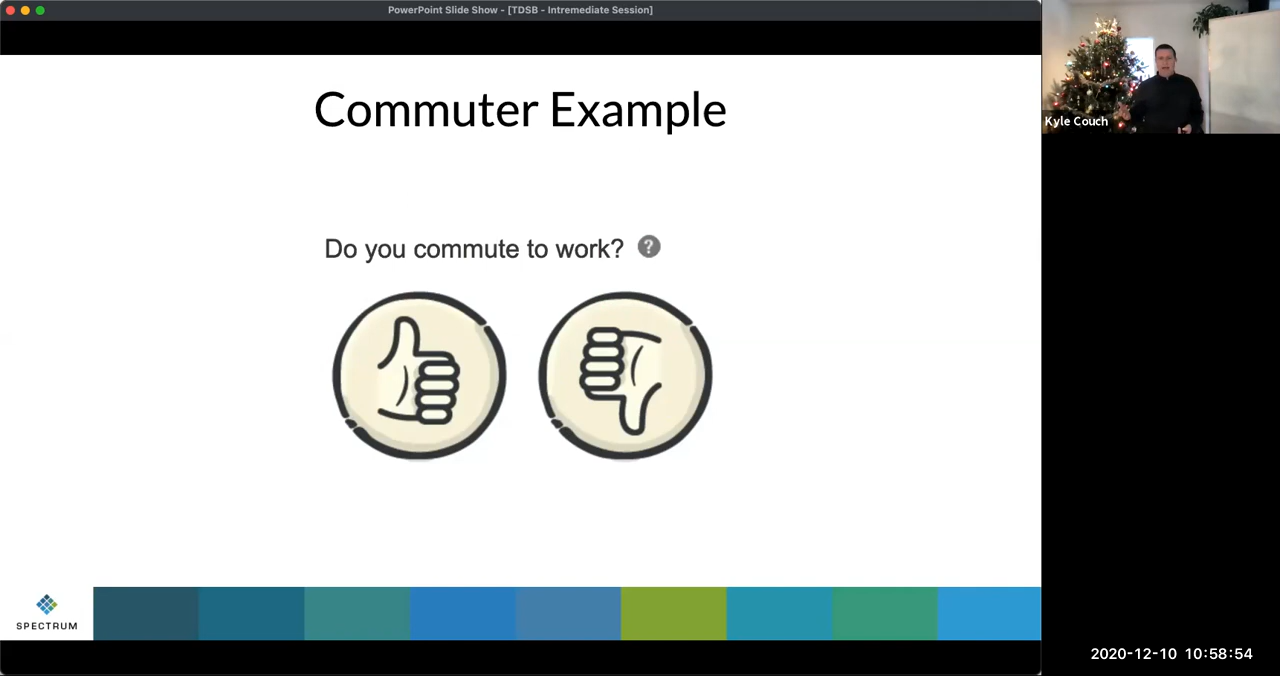 PowerPoint Slide Show - [TDSB - Intremediate Session]
Commuter Example
Kyle Couch
Do you commute to work? ?
SPECTRUM
2020-12-10 10:58:54